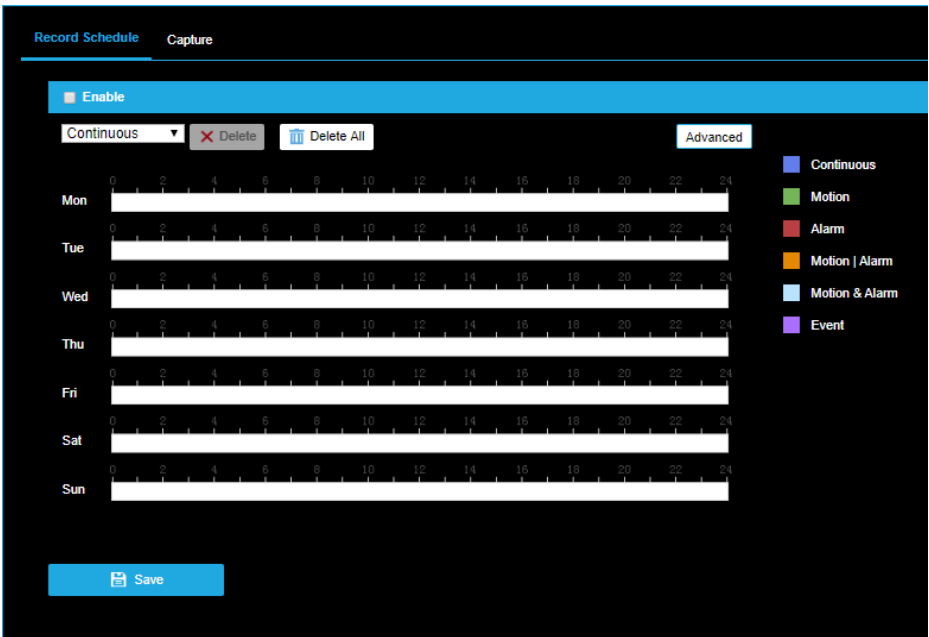 Record Schedule Capture
Enable
Continuous Delete Delete All Advanced
Continuous
Motion
Alarm
Motion | Alarm
Motion & Alarm
Event
0 2 4 6 8 10 12 14 16 18 20 22 24
Mon
0 2 4 6 8 10 12 14 16 18 20 22 24
Tue
0 2 4 6 8 10 12 14 16 18 20 22 24
Wed
0 2 4 6 8 10 12 14 16 18 20 22 24
Thu
0 2 4 6 8 10 12 14 16 18 20 22 24
Fri
0 2 4 6 8 10 12 14 16 18 20 22 24
Sat
0 2 4 6 8 10 12 14 16 18 20 22 24
Sun
Save